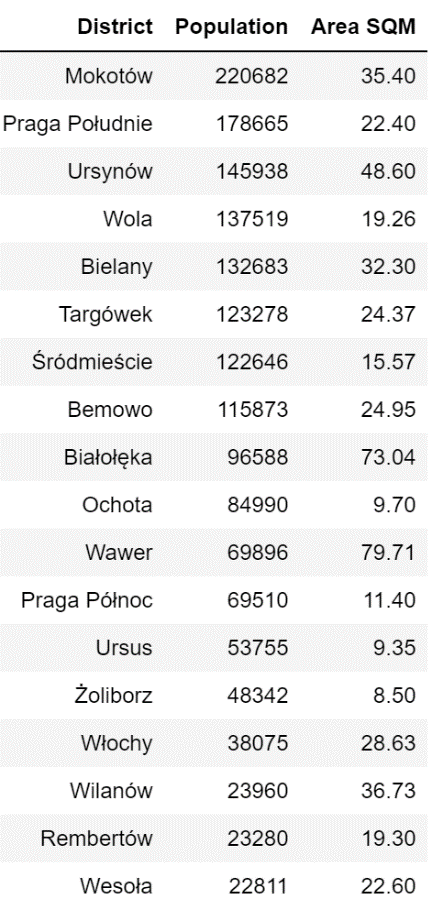 District Population Area SQM
Mokotów 220682 35.40
Praga Południe 178665 22.40
Ursynów 145938 48.60
Wola 137519 19.26
Bielany 132683 32.30
Targówek 123278 24.37
Śródmieście 122646 15.57
Bemowo 115873 24.95
Białołęka 96588 73.04
Ochota 84990 9.70
Wawer 69896 79.71
Praga Północ 69510 11.40
Ursus 53755 9.35
Żoliborz 48342 8.50
Włochy 38075 28.63
Wilanów 23960 36.73
Rembertów 23280 19.30
Wesoła 22811 22.60